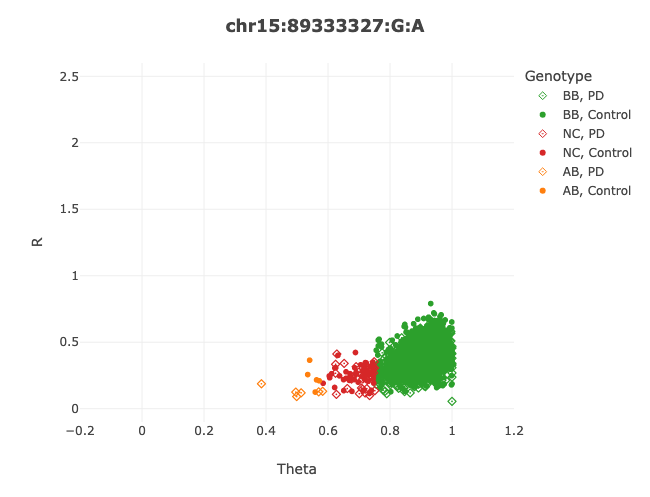 chr15:89333327:G:A
Genotype
BB, PD
BB, Control
NC, PD
NC, Control
AB, PD
AB, Control
R
2.5
2
1.5
1
0.5
0
−0.2 0 0.2 0.4 0.6 0.8 1 1.2
Theta